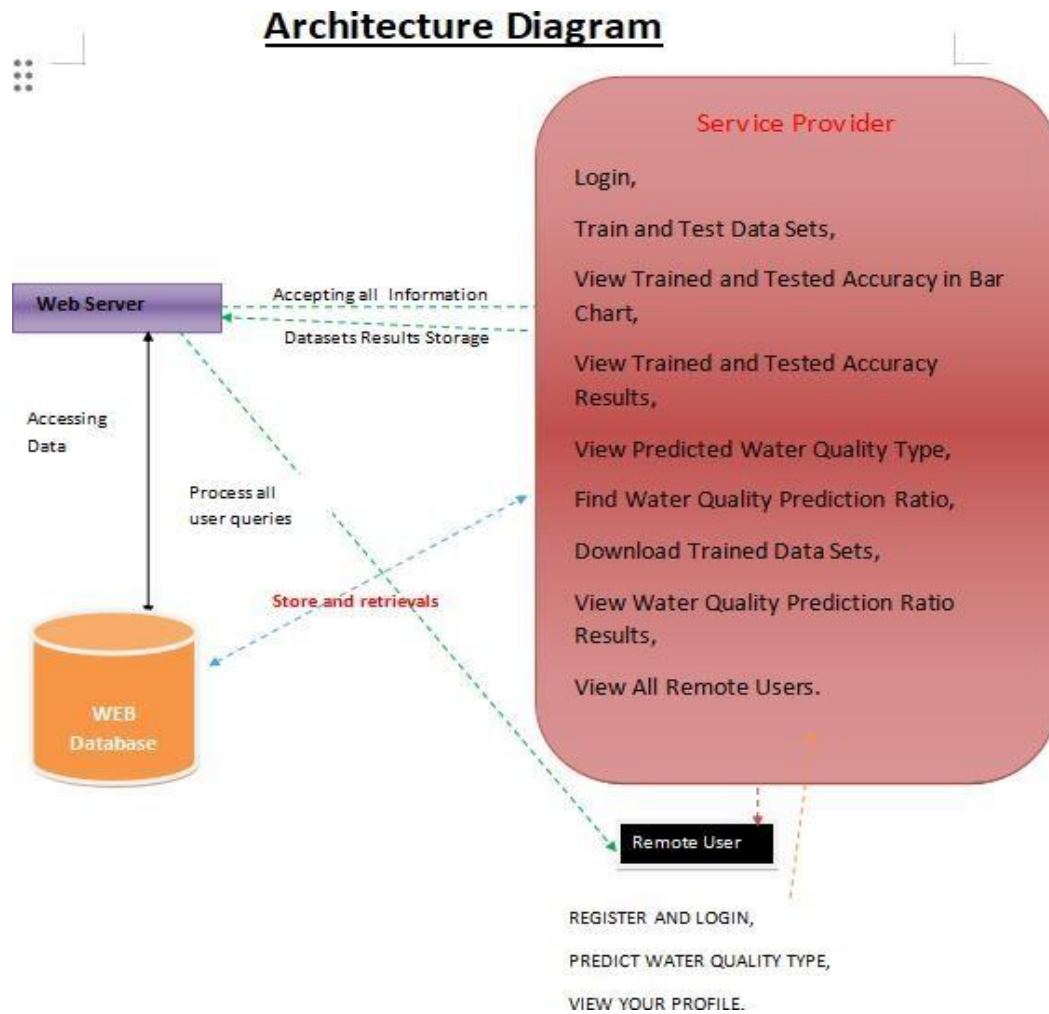 Architecture Diagram
Service Provider
Login,
Train and Test Data Sets,
View Trained and Tested Accuracy in Bar
Chart,
View Trained and Tested Accuracy
Results,
View Predicted Water Quality Type,
Find Water Quality Prediction Ratio,
Download Trained Data Sets,
View Water Quality Prediction Ratio
Results,
View All Remote Users.
Web Server
Accepting all Information
Datasets Results Storage
Accessing
Data
Process all
user queries
Store and retrievals
WEB
Database
Remote User
REGISTER AND LOGIN,
PREDICT WATER QUALITY TYPE,
VIEW YOUR PROFILE.